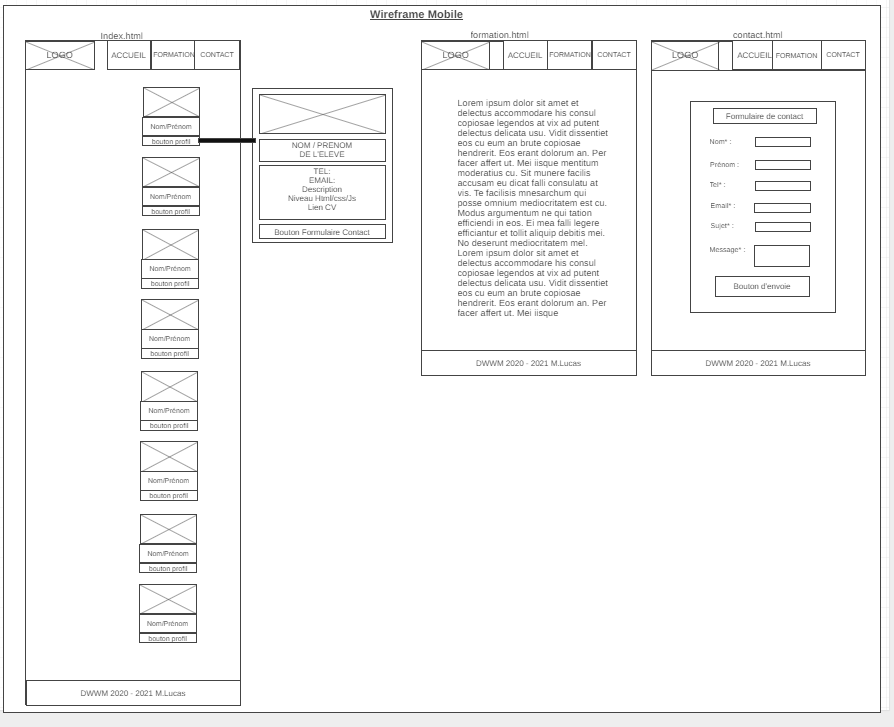 Wireframe Mobile
Index.html
LOGO
ACCUEIL
FORMATION
CONTACT
Nom/Prénom
bouton profil
Nom/Prénom
bouton profil
Nom/Prénom
bouton profil
Nom/Prénom
bouton profil
Nom/Prénom
bouton profil
Nom/Prénom
bouton profil
Nom/Prénom
bouton profil
Nom/Prénom
bouton profil
DWWM 2020 - 2021 M.Lucas
NOM / PRENOM
DE L'ELEVE
TEL:
EMAIL:
Description
Niveau Html/css/Js
Lien CV
Bouton Formulaire Contact
formation.html
LOGO
ACCUEIL
FORMATION
CONTACT
Lorem ipsum dolor sit amet et
delectus accommodare his consul
copiosae legendos at vix ad putent
delectus delicata usu. Vidit dissentiet
eos cu eum an brute copiosae
hendrerit. Eos erant dolorum an. Per
facer affert ut. Mei iisque mentitum
moderatius cu. Sit munere facilis
accusam eu dicat falli consulatu at
vis. Te facilisis mnesarchum qui
posse omnium mediocritatem est cu.
Modus argumentum ne qui tation
efficiendi in eos. Ei mea falli legere
efficiantur et tollit aliquip debitis mei.
No deserunt mediocritatem mel.
Lorem ipsum dolor sit amet et
delectus accommodare his consul
copiosae legendos at vix ad putent
delectus delicata usu. Vidit dissentiet
eos cu eum an brute copiosae
hendrerit. Eos erant dolorum an. Per
facer affert ut. Mei iisque
DWWM 2020 - 2021 M.Lucas
contact.html
LOGO
ACCUEIL
FORMATION
CONTACT
Formulaire de contact
Nom* :
Prénom :
Tel* :
Email* :
Sujet* :
Message* :
Bouton d'envoie
DWWM 2020 - 2021 M.Lucas